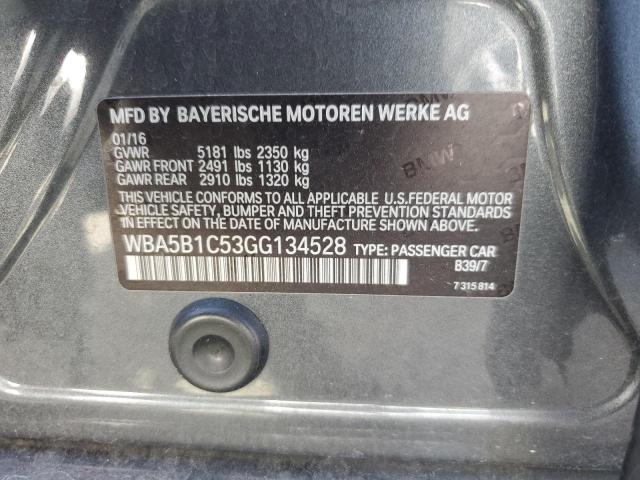 MFD BY BAYERISCHE MOTOREN WERKE AG
01/16
GVWR 5181 lbs 2350 kg
GAWR FRONT 2491 lbs 1130 kg
GAWR REAR 2910 lbs 1320 kg
THIS VEHICLE CONFORMS TO ALL APPLICABLE U.S.FEDERAL MOTOR
VEHICLE SAFETY, BUMPER, AND THEFT PREVENTION STANDARDS
IN EFFECT ON THE DATE OF MANUFACTURE SHOWN ABOVE.
WBA5B1C53GG134528 TYPE: PASSENGER CAR
B39/7
7 315 814
BMW
BMW